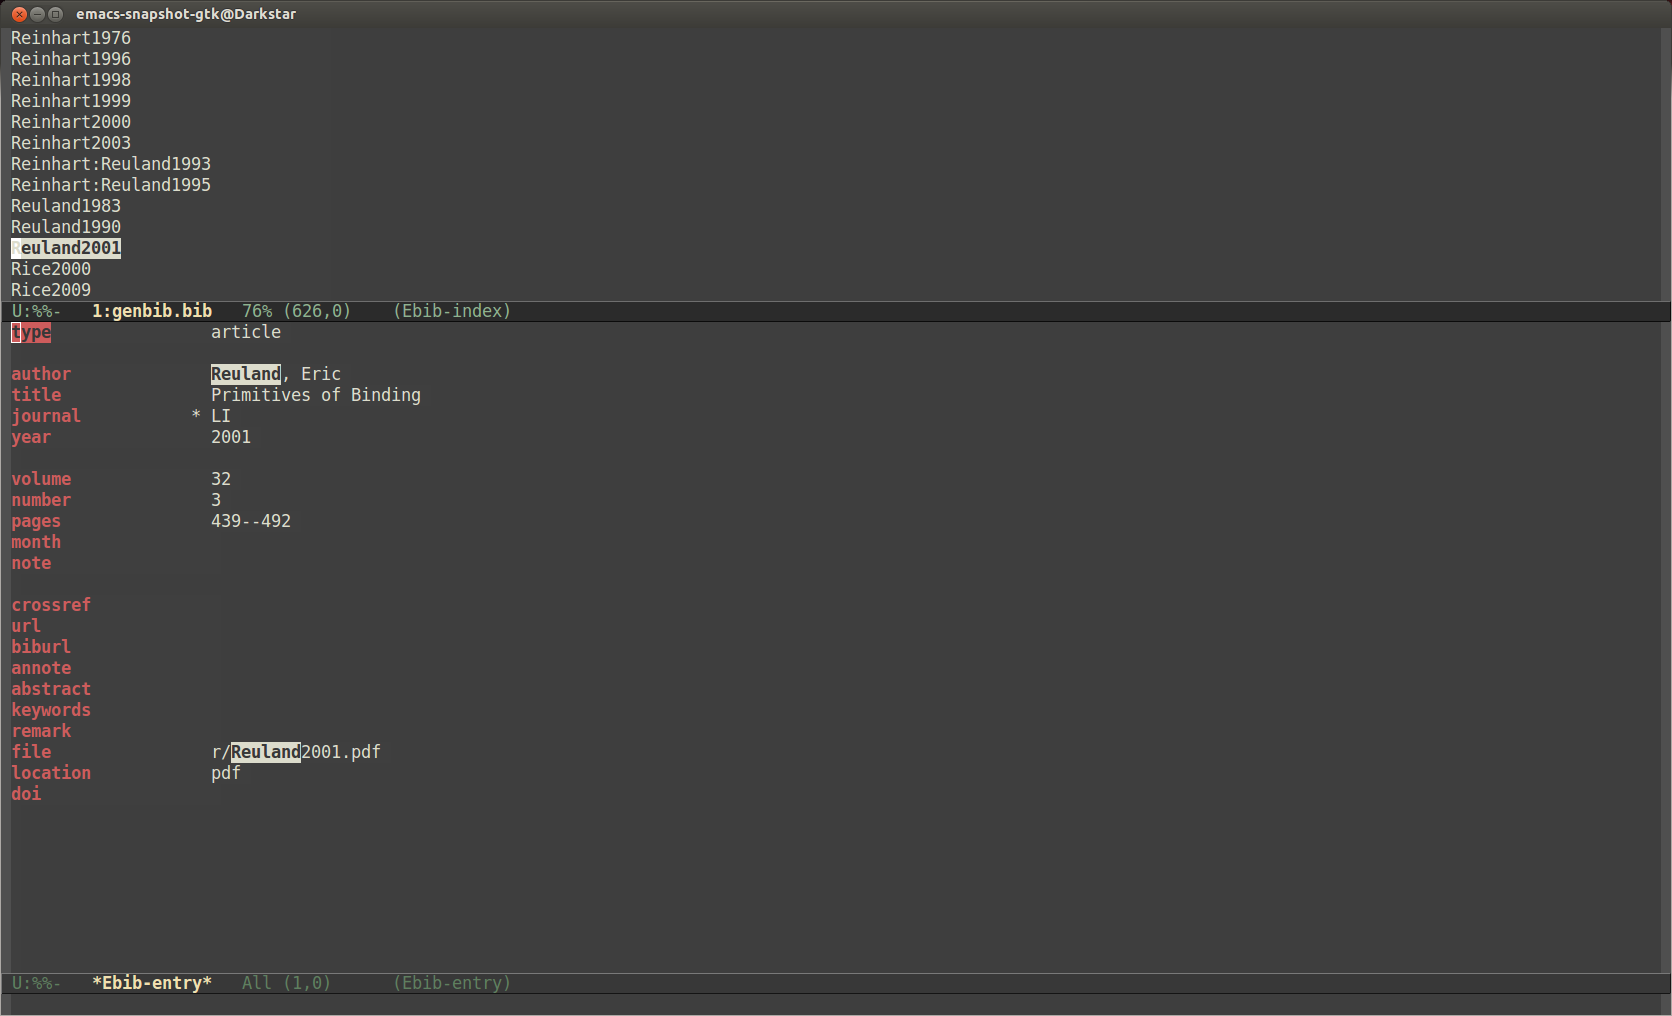 emacs-snapshot-gtk@Darkstar
Reinhart1976
Reinhart1996
Reinhart1998
Reinhart1999
Reinhart2000
Reinhart2003
Reinhart:Reuland1993
Reinhart:Reuland1995
Reuland1983
Reuland1990
Reuland2001
Rice2000
Rice2009
U:%%-   1:genbib.bib   76% (626,0)    (Ebib-index)
type                article
author              Reuland, Eric
title               Primitives of Binding
journal           * LI
year                2001
volume              32
number              3
pages               439--492
month
note
crossref
url
biburl
annote
abstract
keywords
remark
file                r/Reuland2001.pdf
location            pdf
doi
U:%%-   *Ebib-entry*   All (1,0)      (Ebib-entry)